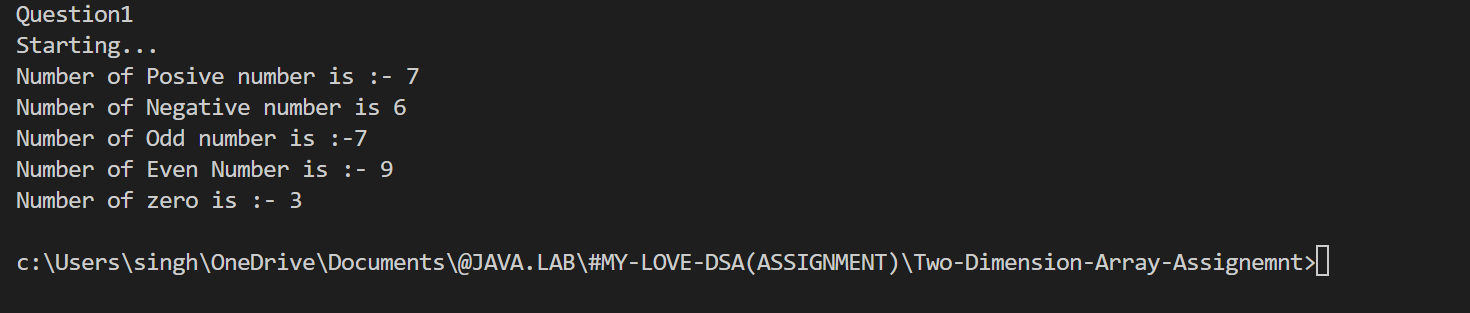 Question1
Starting...
Number of Posive number is :- 7
Number of Negative number is 6
Number of Odd number is :-7
Number of Even Number is :- 9
Number of zero is :- 3
c:\Users\singh\OneDrive\Documents\@JAVA.LAB\#MY-LOVE-DSA(ASSIGNMENT)\Two-Dimension-Array-Assignemnt>